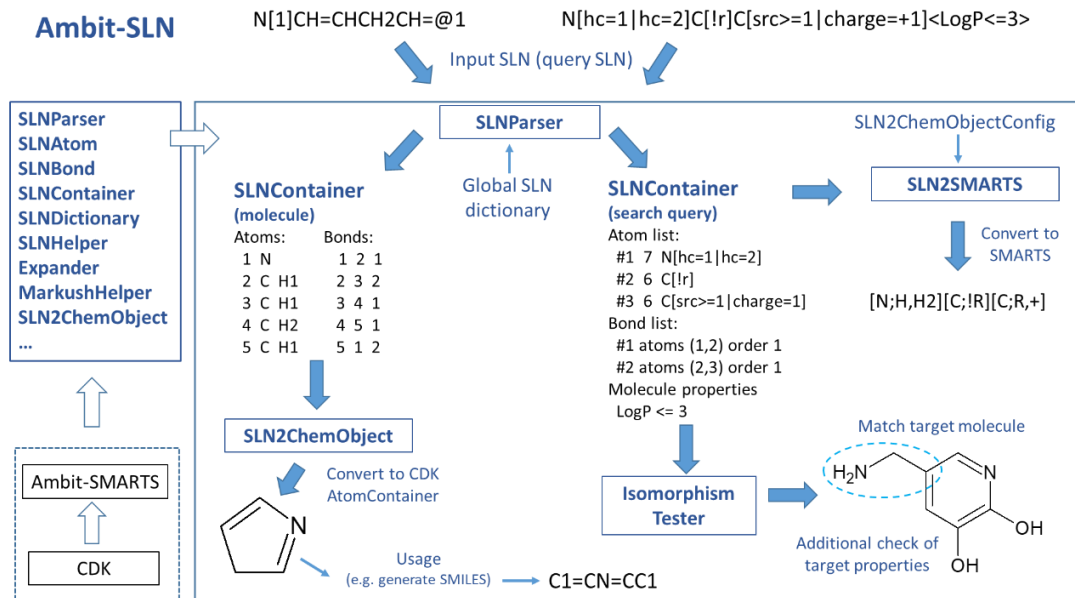 Ambit-SLN
N[1]CH=CHCH2CH=@1
N[hc=1|hc=2]C[!r]C[src>=1|charge=+1]<LogP<=3>
Input SLN (query SLN)
SLNParser
SLNAtom
SLNBond
SLNContainer
SLNDictionary
SLNHelper
Expander
MarkushHelper
SLN2ChemObject
...
Ambit-SMARTS
CDK
SLNParser
Global SLN
dictionary
SLNContainer
(molecule)
Atoms: Bonds:
1 N 1 2 1
2 C H1 2 3 2
3 C H1 3 4 1
4 C H2 4 5 1
5 C H1 5 1 2
SLN2ChemObject
Convert to CDK
AtomContainer
N
Usage
(e.g. generate SMILES)
C1=CN=CC1
SLNContainer
(search query)
Atom list:
#1 7 N[hc=1|hc=2]
#2 6 C[!r]
#3 6 C[src>=1|charge=1]
Bond list:
#1 atoms (1,2) order 1
#2 atoms (2,3) order 1
Molecule properties
LogP <= 3
Isomorphism
Tester
SLN2ChemObjectConfig
SLN2SMARTS
Convert to
SMARTS
[N;H,H2][C;!R][C;R,+]
Match target molecule
H2N
N
OH
OH
Additional check of
target properties